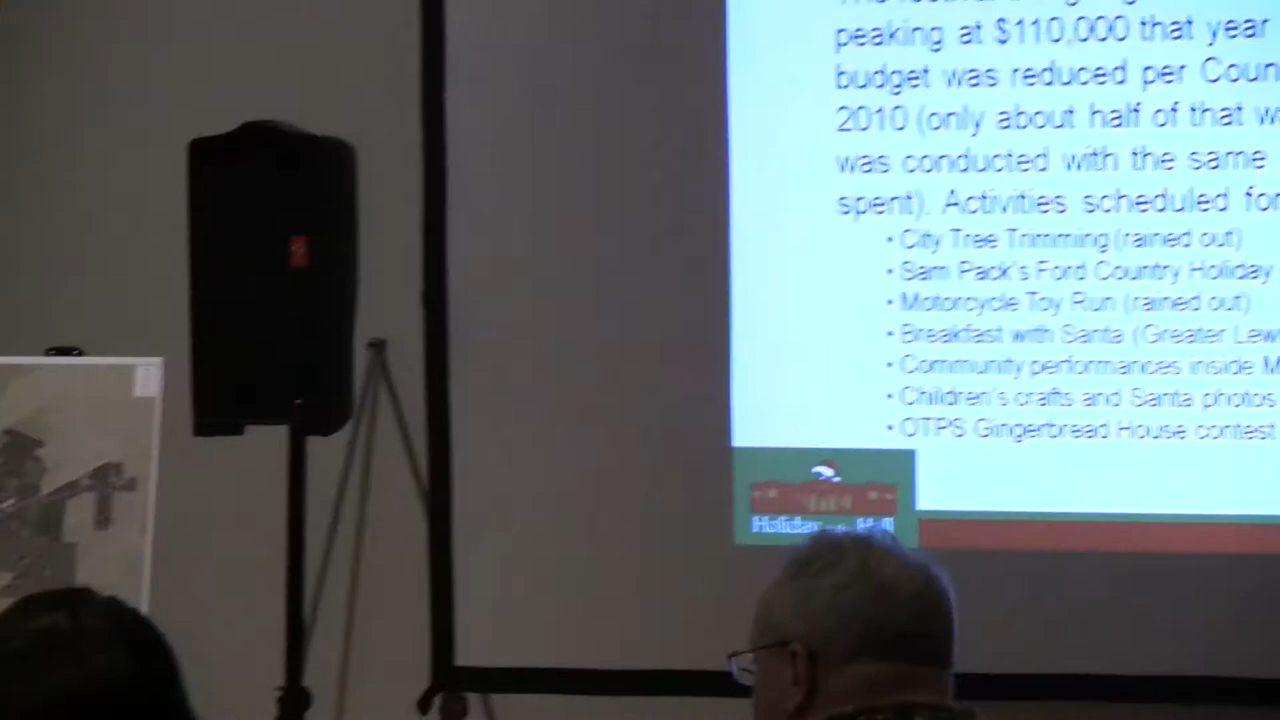 peaking at $110,000 that year
budget was reduced per Coun
2010 (only about half of that w
was conducted with the same
spent). Activities scheduled for
• City Tree Trimming (rained out)
• Sam Pack's Ford Country Holiday
• Motorcycle Toy Run (rained out)
• Breakfast with Santa (Greater Lew
• Community performances inside M
• Children's crafts and Santa photos
• OTPS Gingerbread House contest
Holiday